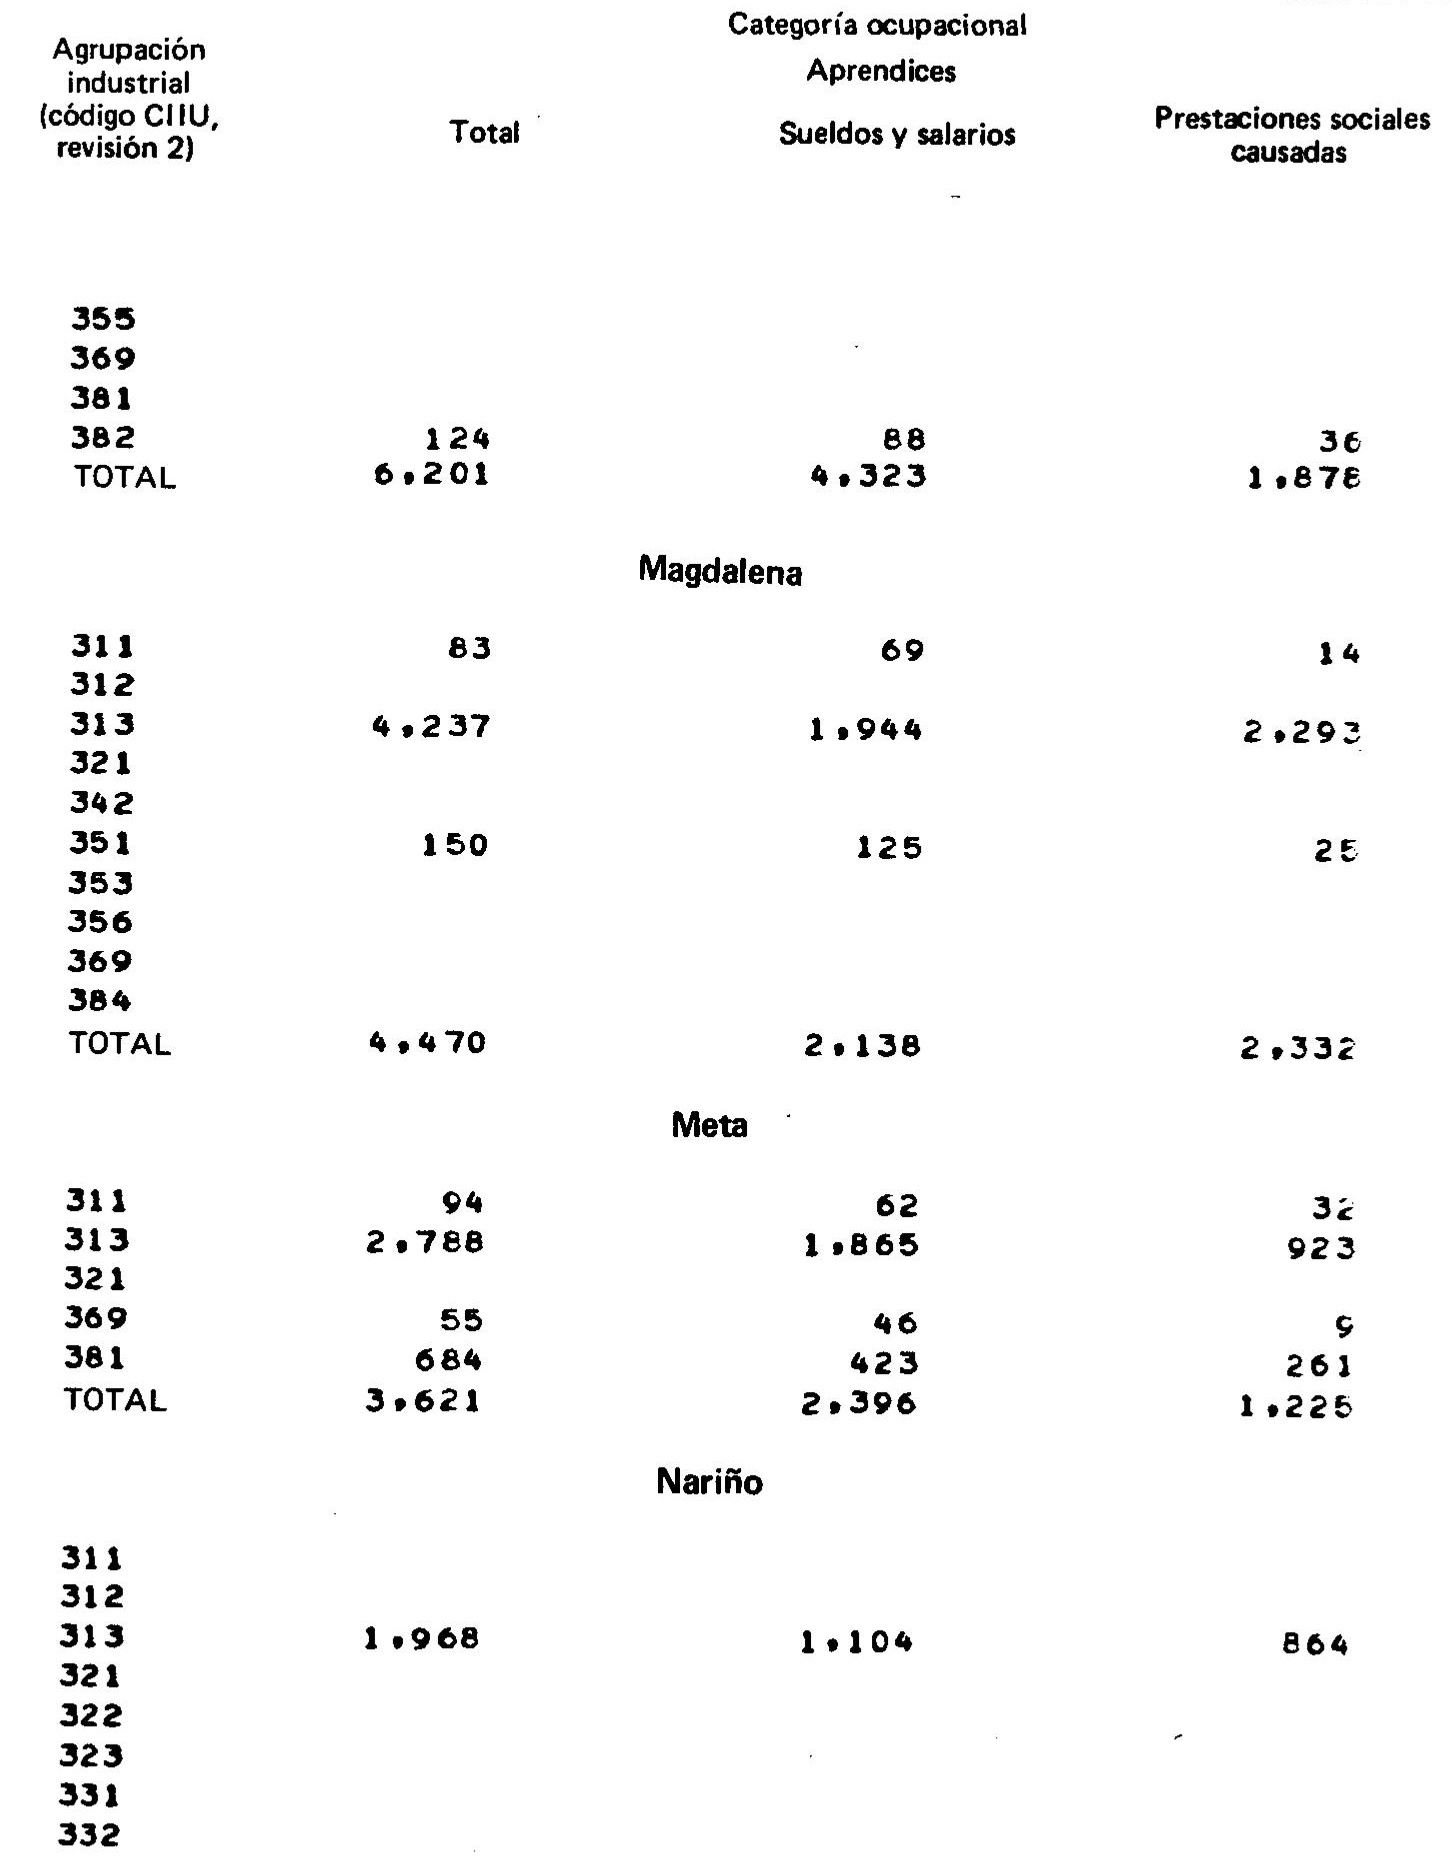 Categoría ocupacional
Aprendices
Agrupación
industrial
(código CIIU,
revisión 2)
Total Sueldos y salarios Prestaciones sociales
causadas
355
369
381
382 124 88 36
TOTAL 6,201 4,323 1,878
Magdalena
311 83 69 14
312
313 4,237 1,944 2,293
321
342
351 150 125 25
353
356
369
384
TOTAL 4,470 2,138 2,332
Meta
311 94 62 32
313 2,788 1,865 923
321
369 55 46 9
381 684 423 261
TOTAL 3,621 2,396 1,225
Nariño
311
312
313 1,968 1,104 864
321
322
323
331
332